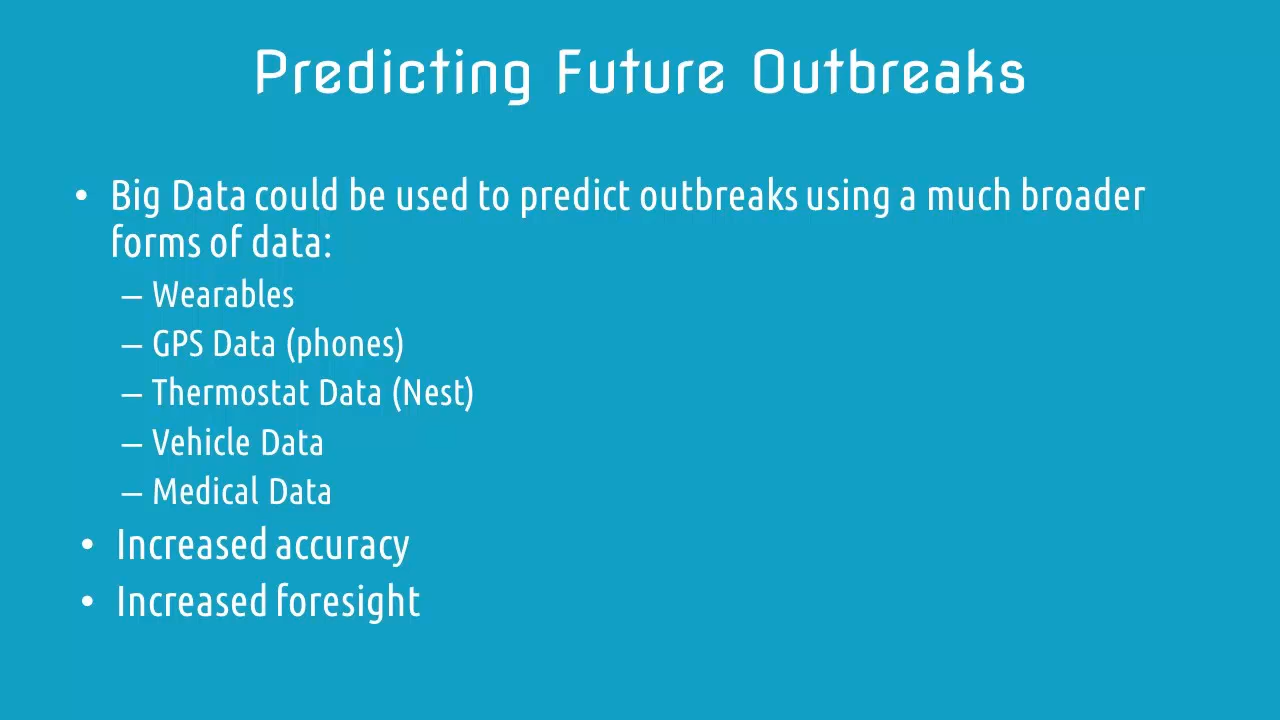 Predicting Future Outbreaks
• Big Data could be used to predict outbreaks using a much broader
forms of data:
– Wearables
– GPS Data (phones)
– Thermostat Data (Nest)
– Vehicle Data
– Medical Data
• Increased accuracy
• Increased foresight